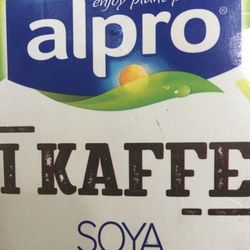 enjoy plant p
alpro®
I KAFFE
SOYA